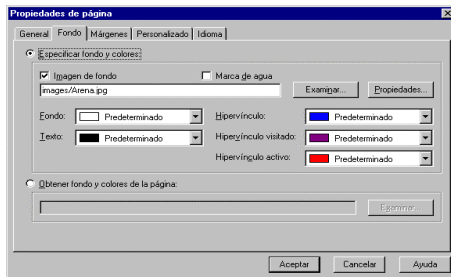 Propiedades de página
General Fondo Márgenes Personalizado Idioma
Especificar fondo y colores:
Imagen de fondo Marca de agua
images/Arena.jpg Examinar... Propiedades...
Fondo: Predeterminado Hipervínculo: Predeterminado
Texto: Predeterminado Hipervínculo visitado: Predeterminado
Hipervínculo activo: Predeterminado
Obtener fondo y colores de la página:
Examinar...
Aceptar Cancelar Ayuda